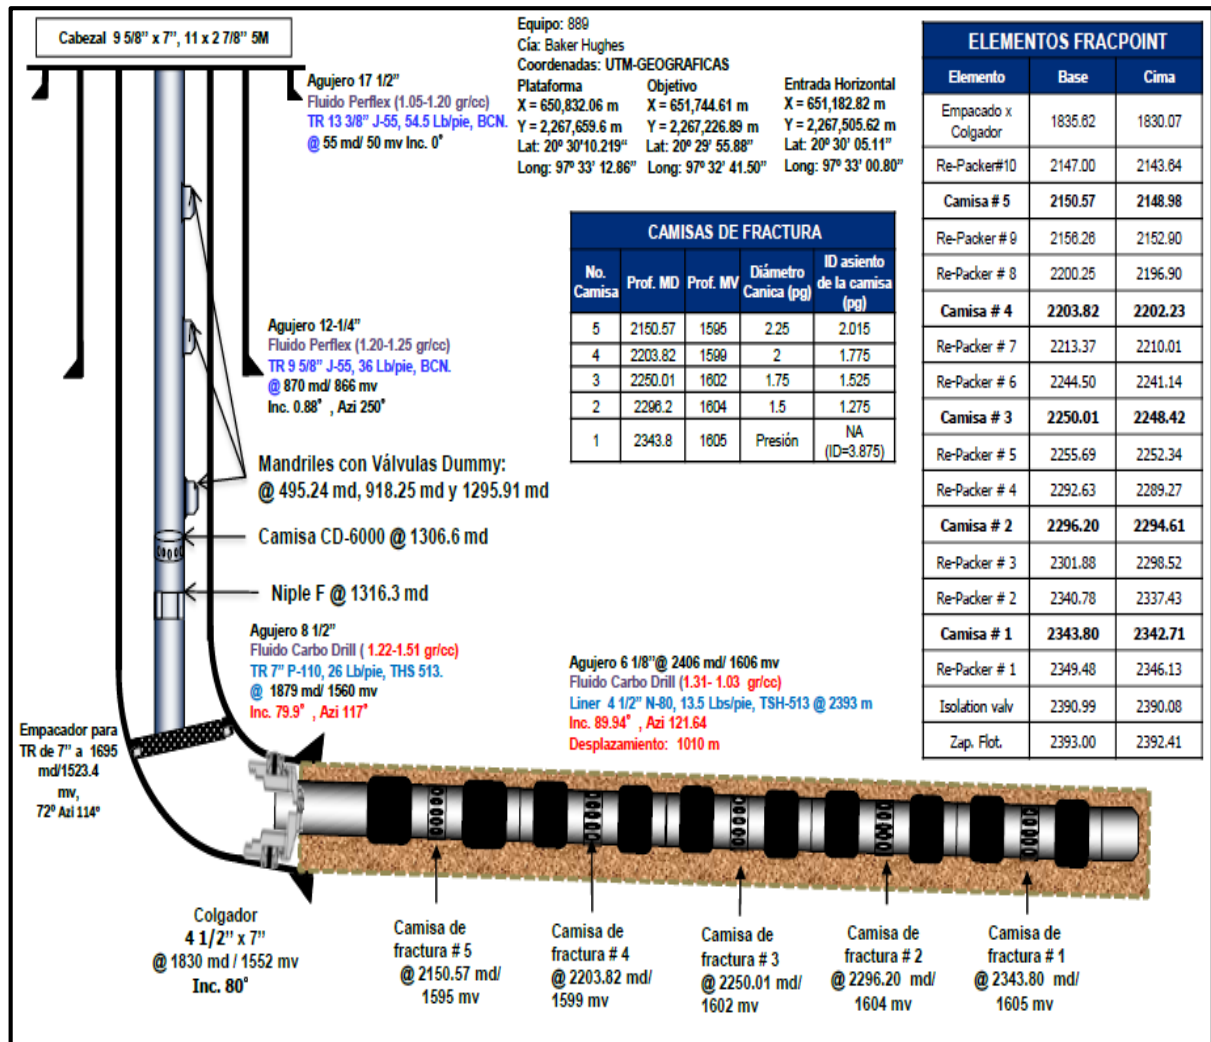 Cabezal 9 5/8” x 7”, 11 x 2 7/8” 5M
Equipo: 889
Cía: Baker Hughes
Coordenadas: UTM-GEOGRAFICAS
Plataforma Objetivo Entrada Horizontal
X = 650,832.06 m X = 651,744.61 m X = 651,182.82 m
Y = 2,267,659.6 m Y = 2,267,226.89 m Y = 2,267,505.62 m
Lat: 20º 30’10.219“ Lat: 20º 29’ 55.88” Lat: 20º 30’ 05.11”
Long: 97º 33’ 12.86” Long: 97º 32’ 41.50” Long: 97º 33’ 00.80”
Agujero 17 1/2”
Fluido Perflex (1.05-1.20 gr/cc)
TR 13 3/8” J-55, 54.5 Lb/pie, BCN.
@ 55 md/ 50 mv Inc. 0°
Agujero 12-1/4”
Fluido Perflex (1.20-1.25 gr/cc)
TR 9 5/8” J-55, 36 Lb/pie, BCN.
@ 870 md/ 866 mv
Inc. 0.88° , Azi 250°
Mandriles con Válvulas Dummy:
@ 495.24 md, 918.25 md y 1295.91 md
Camisa CD-6000 @ 1306.6 md
Niple F @ 1316.3 md
Agujero 8 1/2”
Fluido Carbo Drill ( 1.22-1.51 gr/cc)
TR 7” P-110, 26 Lb/pie, THS 513.
@ 1879 md/ 1560 mv
Inc. 79.9° , Azi 117°
Empacador para
TR de 7” a 1695
md/1523.4
mv,
72º Azi 114º
CAMISAS DE FRACTURA
No. Camisa Prof. MD Prof. MV Diámetro Canica (pg) ID asiento de la camisa (pg)
5 2150.57 1595 2.25 2.015
4 2203.82 1599 2 1.775
3 2250.01 1602 1.75 1.525
2 2296.2 1604 1.5 1.275
1 2343.8 1605 Presión NA (ID=3.875)
Agujero 6 1/8”@ 2406 md/ 1606 mv
Fluido Carbo Drill (1.31- 1.03 gr/cc)
Liner 4 1/2” N-80, 13.5 Lbs/pie, TSH-513 @ 2393 m
Inc. 89.94° , Azi 121.64
Desplazamiento: 1010 m
ELEMENTOS FRACPOINT
Elemento Base Cima
Empacado x Colgador 1835.62 1830.07
Re-Packer#10 2147.00 2143.64
Camisa # 5 2150.57 2148.98
Re-Packer # 9 2156.26 2152.90
Re-Packer # 8 2200.25 2196.90
Camisa # 4 2203.82 2202.23
Re-Packer # 7 2213.37 2210.01
Re-Packer # 6 2244.50 2241.14
Camisa # 3 2250.01 2248.42
Re-Packer # 5 2255.69 2252.34
Re-Packer # 4 2292.63 2289.27
Camisa # 2 2296.20 2294.61
Re-Packer # 3 2301.88 2298.52
Re-Packer # 2 2340.78 2337.43
Camisa # 1 2343.80 2342.71
Re-Packer # 1 2349.48 2346.13
Isolation valv 2390.99 2390.08
Zap. Flot. 2393.00 2392.41
Colgador
4 1/2” x 7”
@ 1830 md / 1552 mv
Inc. 80°
Camisa de
fractura # 5
@ 2150.57 md/
1595 mv
Camisa de
fractura # 4
@ 2203.82 md/
1599 mv
Camisa de
fractura # 3
@ 2250.01 md/
1602 mv
Camisa de
fractura # 2
@ 2296.20 md/
1604 mv
Camisa de
fractura # 1
@ 2343.80 md/
1605 mv